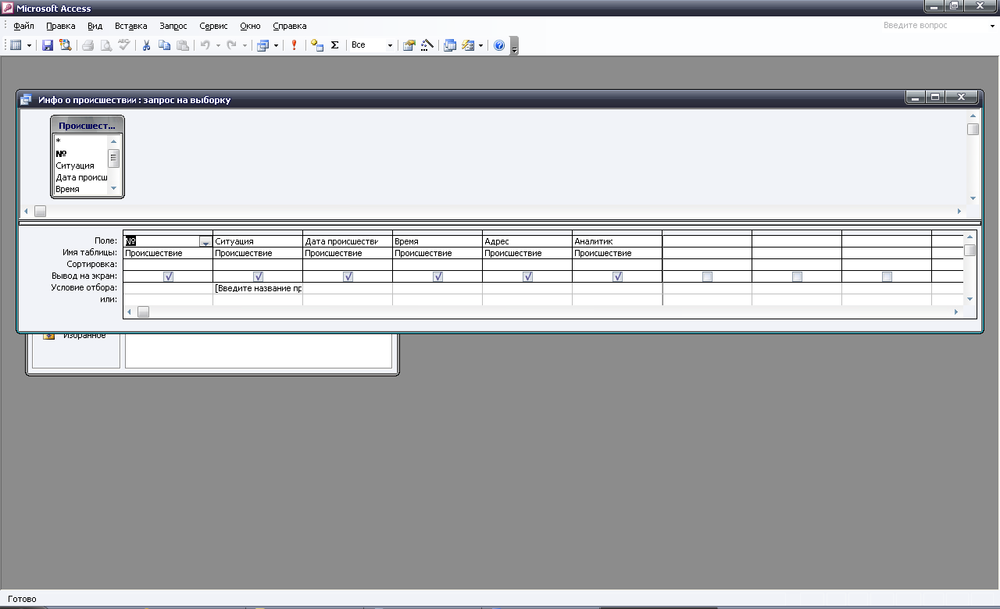 Microsoft Access
Файл Правка Вид Вставка Запрос Сервис Окно Справка Введите вопрос
Все
Инфо о происшествии : запрос на выборку
Происшест...
*
№
Ситуация
Дата происш
Время
Поле: № Ситуация Дата происшестви Время Адрес Аналитик
Имя таблицы: Происшествие Происшествие Происшествие Происшествие Происшествие Происшествие
Сортировка:
Вывод на экран:
Условие отбора: [Введите название пр
или:
Избранное
Готово